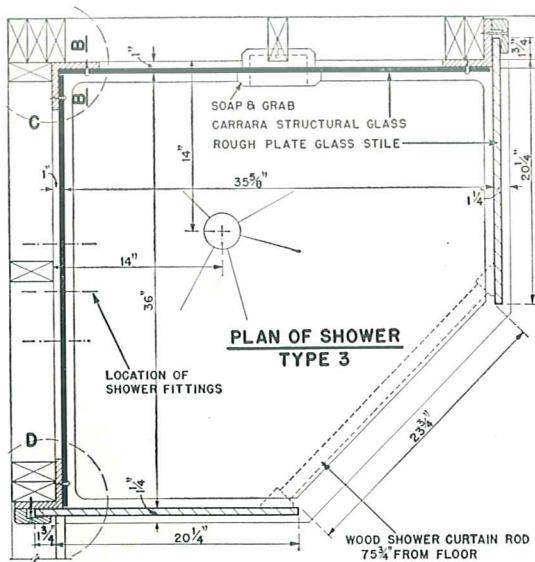 B
B
C
1"
1 3/4"
SOAP & GRAB
CARRARA STRUCTURAL GLASS
ROUGH PLATE GLASS STILE
14"
20 1/4"
1"
35 5/8"
1 1/4"
14"
36"
PLAN OF SHOWER
TYPE 3
LOCATION OF
SHOWER FITTINGS
23 3/4"
D
1 1/4"
1 3/4"
20 1/4"
WOOD SHOWER CURTAIN ROD
75 3/4" FROM FLOOR